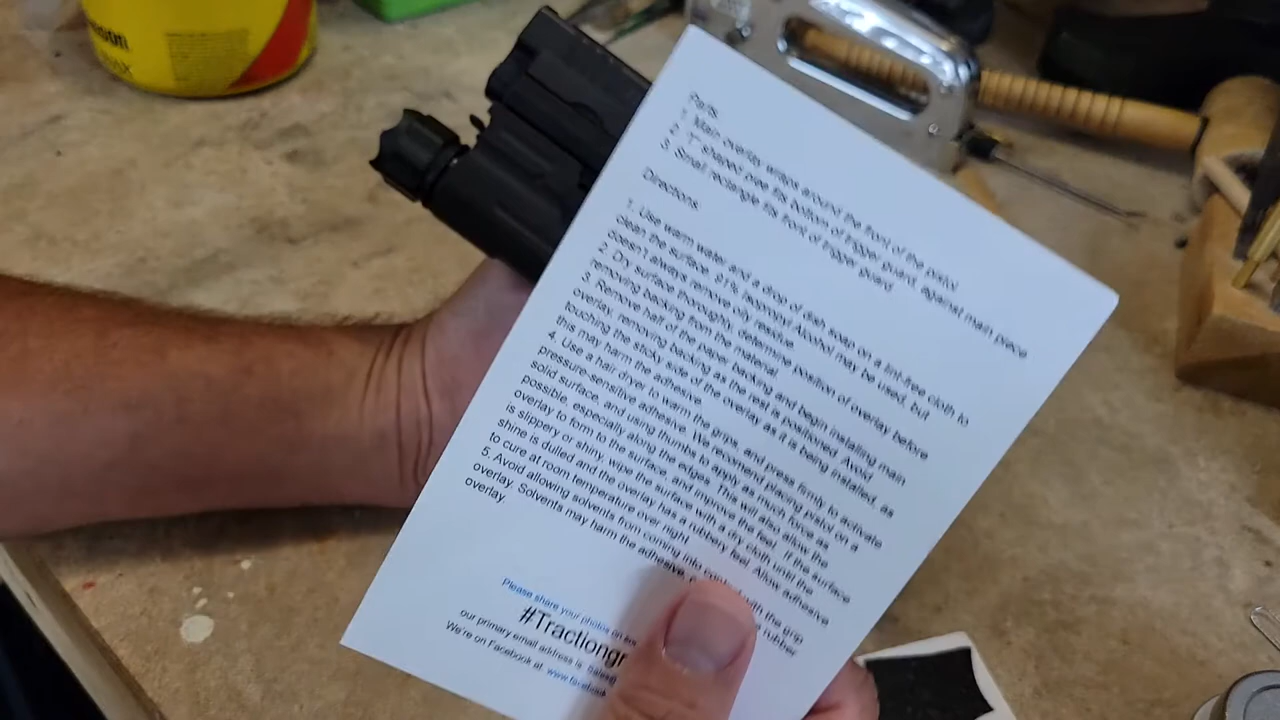 Parts
1. Main overlay wraps around the front of the pistol
2. "T" shaped piee fits bottom of trigger guard, against main piece
3. Small rectangle fits front of trigger guard
Directions:
1. Use warm water and a drop of dish soap on a lint-free cloth to
clean the surface. 91% Isopropyl Alcohol may be used, but
doesn't always remove oily residue.
2. Dry surface thoroughly, determine position of overlay before
removing backing from the material.
3. Remove half of the paper backing and begin installing main
overlay, removing backing as the rest is positioned. Avoid
touching the sticky side of the overlay as it is being installed, as
this may harm the adhesive.
4. Use a hair dryer to warm the grips, and press firmly to activate
pressure-sensitive adhesive. We recommend placing pistol on a
solid surface, and using thumbs to apply as much force as
possible, especially along the edges. This will also allow the
overlay to form to the surface, and improve the feel. If the surface
is slippery or shiny, wipe the surface with a dry cloth until the
shine is dulled and the overlay has a rubbery feel. Allow adhesive
to cure at room temperature over night.
5. Avoid allowing solvents from coming into with the grip
overlay. Solvents may harm the adhesive, rubber
overlay.
Please share your photos on
#Tractiongr
our primary email address is sales@
We're on Facebook at: www.facebook